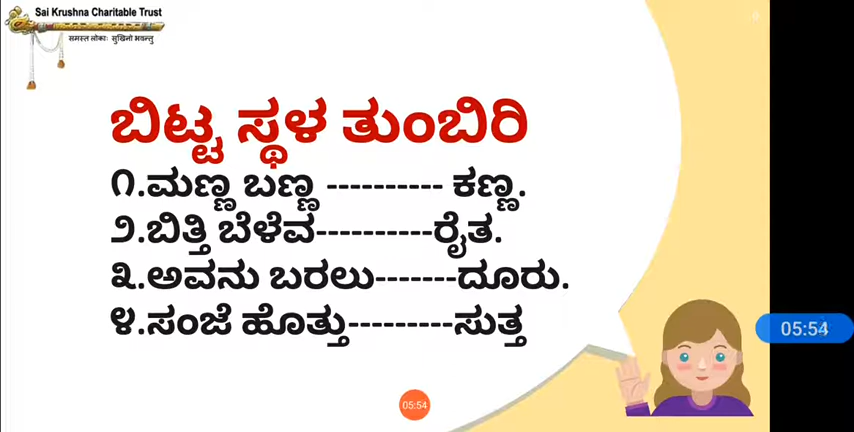 Sai Krushna Charitable Trust
समस्त लोकाः सुखिनो भवन्तु
ಬಿಟ್ಟ ಸ್ಥಳ ತುಂಬಿರಿ
೧.ಮಣ್ಣ ಬಣ್ಣ ---------- ಕಣ್ಣ.
೨.ಬಿತ್ತಿ ಬೆಳೆವ----------ರೈತ.
೩.ಅವನು ಬರಲು-------ದೂರು.
೪.ಸಂಜೆ ಹೊತ್ತು---------ಸುತ್ತ
05:54
05:54